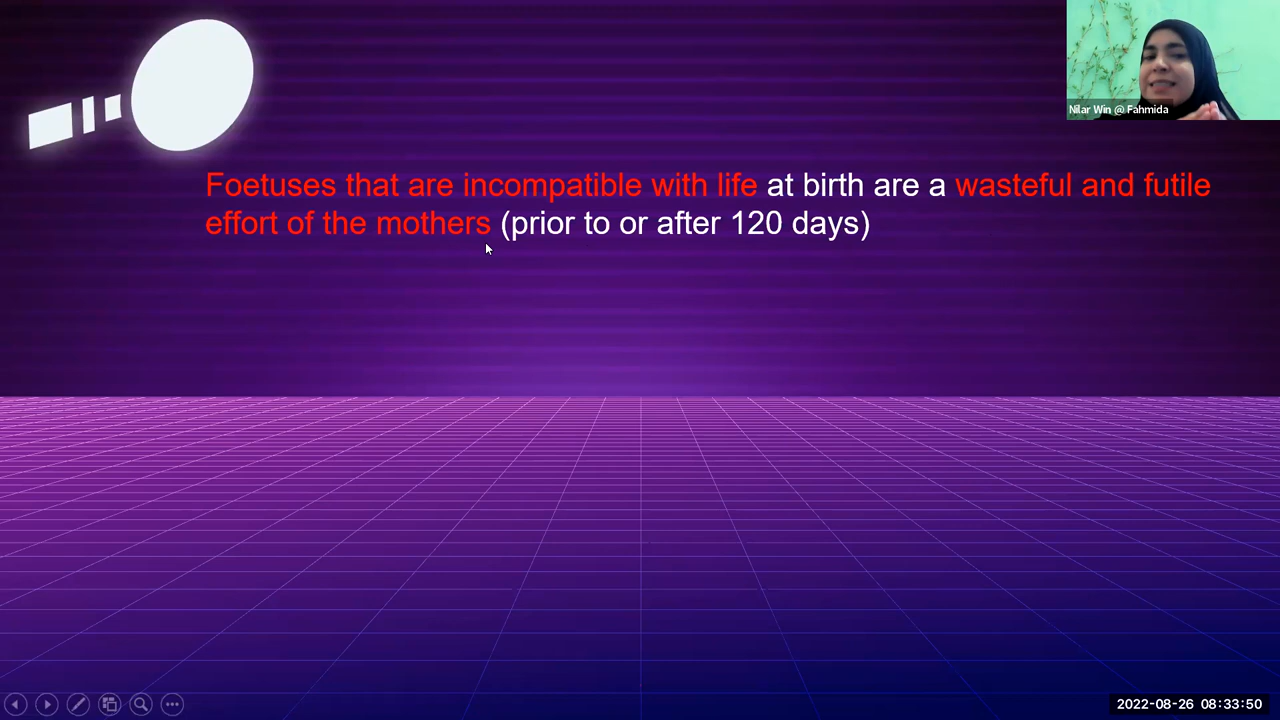 Nilar Win @ Fahmida
Foetuses that are incompatible with life at birth are a wasteful and futile
effort of the mothers (prior to or after 120 days)
2022-08-26 08:33:50